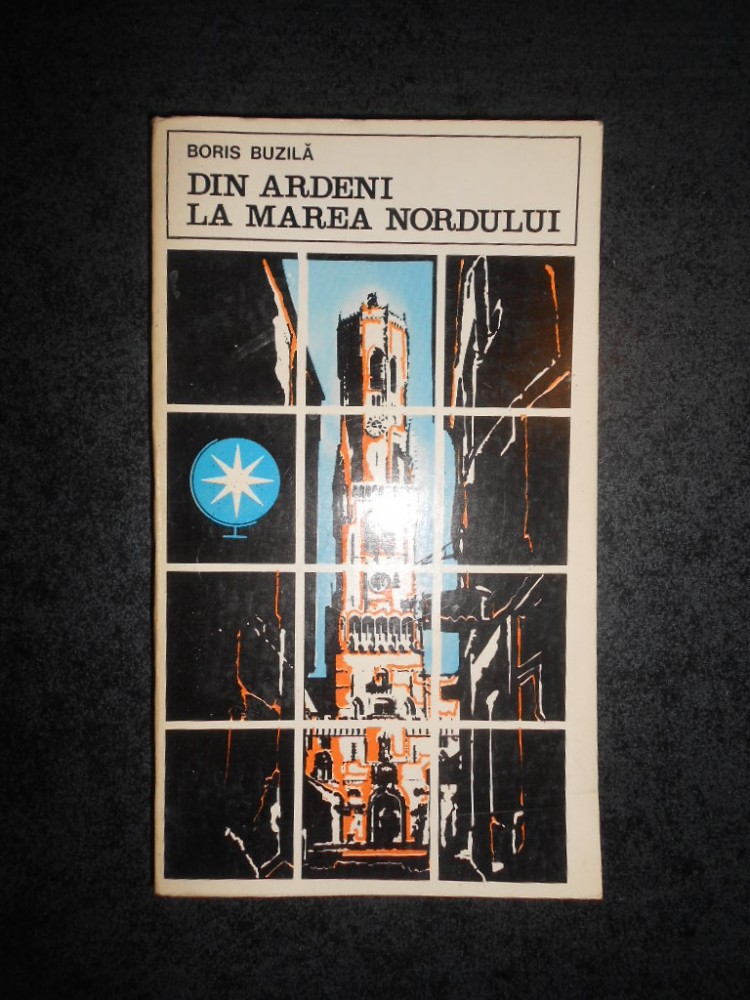 BORIS BUZILĂ
DIN ARDENI
LA MAREA NORDULUI